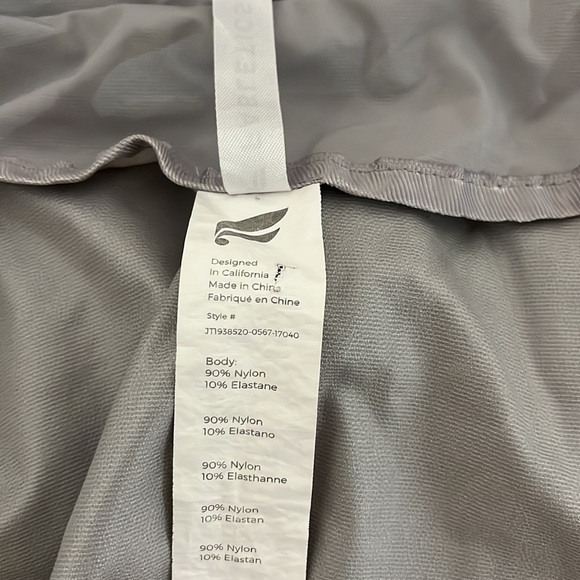 Designed
In California
Made in China
Fabriqué en Chine
Style #
JT1938520-0567-17040
Body:
90% Nylon
10% Elastane
90% Nylon
10% Elastano
90% Nylon
10% Elasthanne
90% Nylon
10% Elastan
90% Nylon
10% Elastan